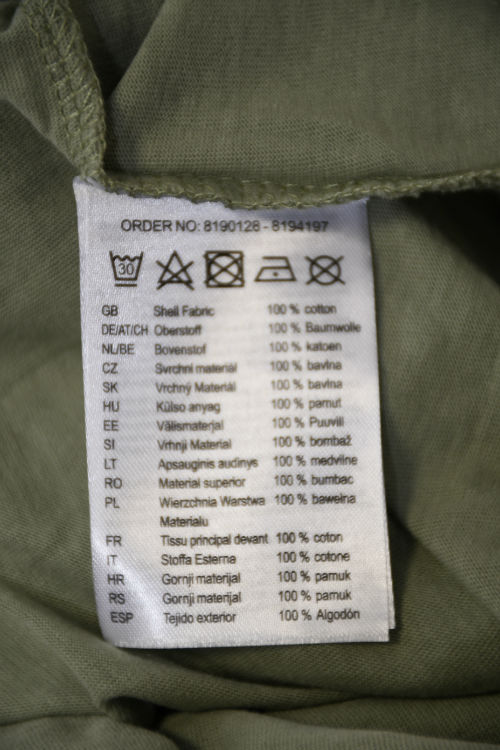 ORDER NO: 8190128 - 8194197
30
GB Shell Fabric 100 % cotton
DE/AT/CH Oberstoff 100 % Baumwolle
NL/BE Bovenstof 100 % katoen
CZ Svrchní materiál 100 % bavlna
SK Vrchný Materiál 100 % bavlna
HU Külso anyag 100 % pamut
EE Välismaterjal 100 % Puuvill
SI Vrhnji Material 100 % bombaž
LT Apsauginis audinys 100 % medvilne
RO Material superior 100 % bumbac
PL Wierzchnia Warstwa 100 % bawełna
Materialu
FR Tissu principal devant 100 % coton
IT Stoffa Esterna 100 % cotone
HR Gornji materijal 100 % pamuk
RS Gornji materijal 100 % pamuk
ESP Tejido exterior 100 % Algodón